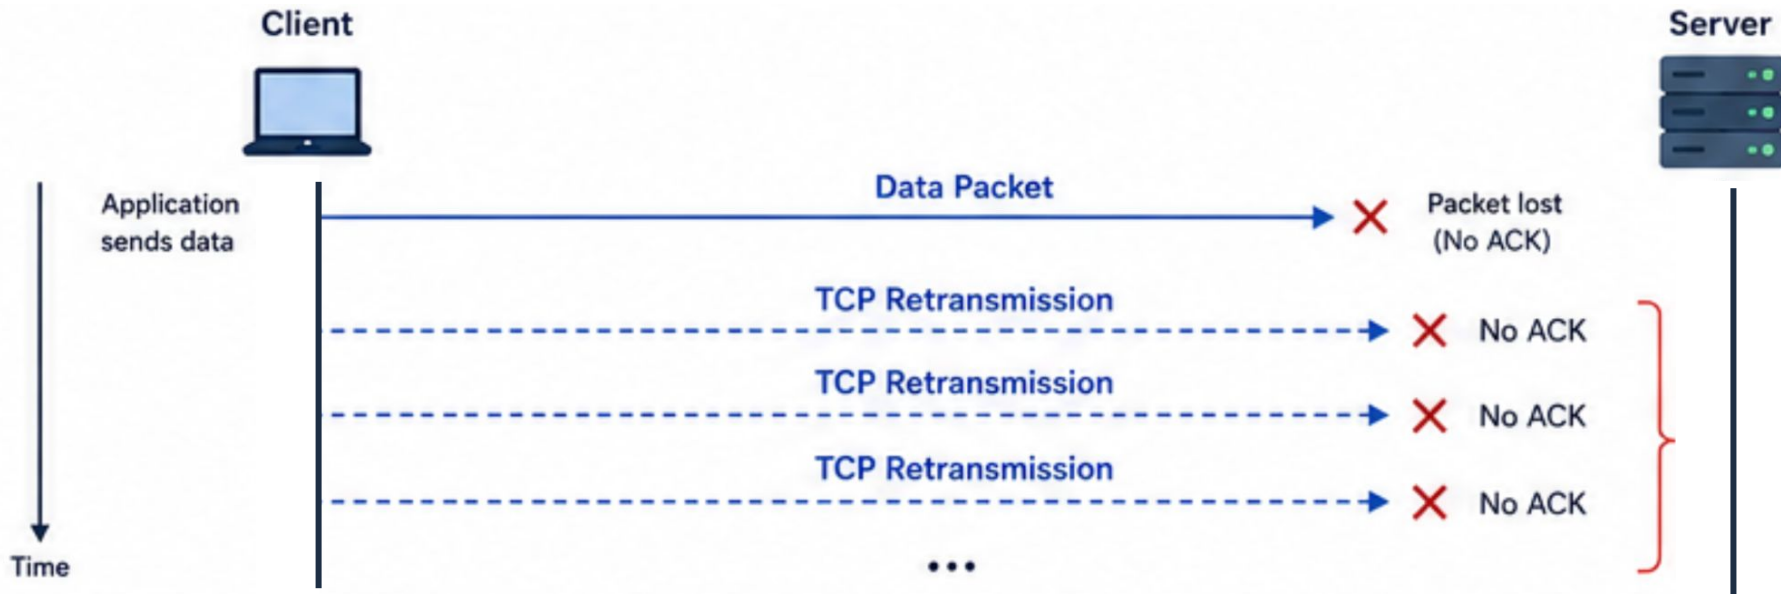 Client
Server
Application
sends data
Data Packet
Packet lost
(No ACK)
TCP Retransmission
No ACK
TCP Retransmission
No ACK
TCP Retransmission
No ACK
...
Time